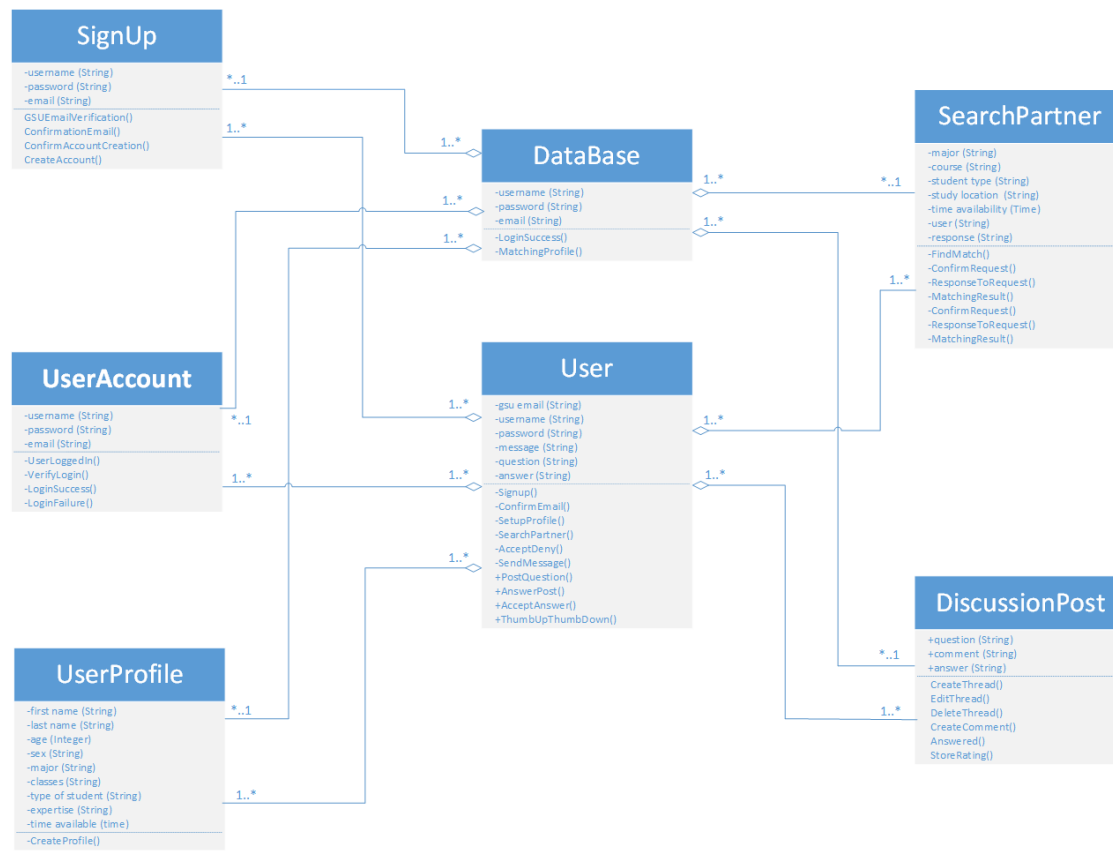 SignUp
-username (String)
-password (String)
-email (String)
GSUEmailVerification()
ConfirmationEmail()
ConfirmAccountCreation()
CreateAccount()
*..1
1..*
UserAccount
-username (String)
-password (String)
-email (String)
-UserLoggedIn()
-VerifyLogin()
-LoginSuccess()
-LoginFailure()
*..1
1..*
UserProfile
-first name (String)
-last name (String)
-age (Integer)
-sex (String)
-major (String)
-classes (String)
-type of student (String)
-expertise (String)
-time available (time)
-CreateProfile()
*..1
1..*
1..*
1..*
1..*
DataBase
-username (String)
-password (String)
-email (String)
-LoginSuccess()
-MatchingProfile()
1..*
1..*
1..*
1..*
1..*
User
-gsu email (String)
-username (String)
-password (String)
-message (String)
-question (String)
-answer (String)
-Signup()
-ConfirmEmail()
-SetupProfile()
-SearchPartner()
-AcceptDeny()
-SendMessage()
+PostQuestion()
+AnswerPost()
+AcceptAnswer()
+ThumbUpThumbDown()
1..*
1..*
*..1
1..*
SearchPartner
-major (String)
-course (String)
-student type (String)
-study location (String)
-time availability (Time)
-user (String)
-response (String)
-FindMatch()
-ConfirmRequest()
-ResponseToRequest()
-MatchingResult()
-ConfirmRequest()
-ResponseToRequest()
-MatchingResult()
*..1
1..*
DiscussionPost
+question (String)
+comment (String)
+answer (String)
CreateThread()
EditThread()
DeleteThread()
CreateComment()
Answered()
StoreRating()